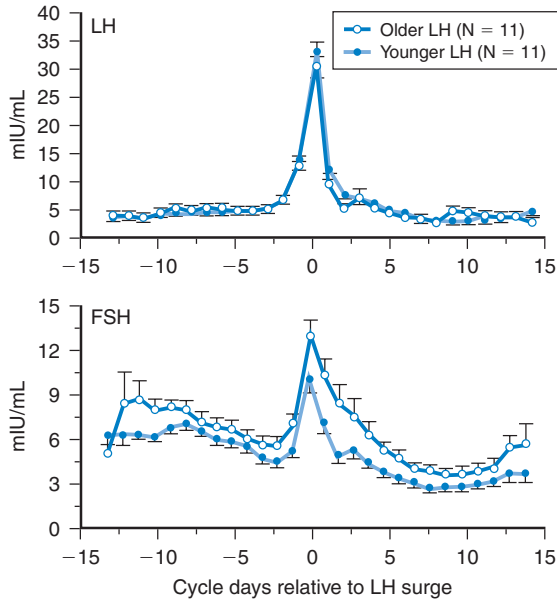 LH
Older LH (N = 11)
Younger LH (N = 11)
mIU/mL
40
35
30
25
20
15
10
5
0
−15 −10 −5 0 5 10 15
FSH
mIU/mL
15
12
9
6
3
0
−15 −10 −5 0 5 10 15
Cycle days relative to LH surge